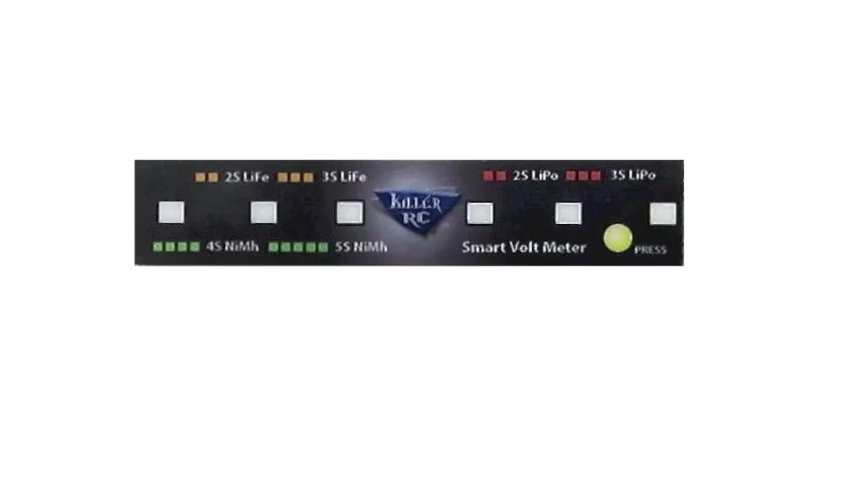 2S LiFe 3S LiFe 2S LiPo 3S LiPo
KiLLER
RC
4S NiMh 5S NiMh Smart Volt Meter PRESS